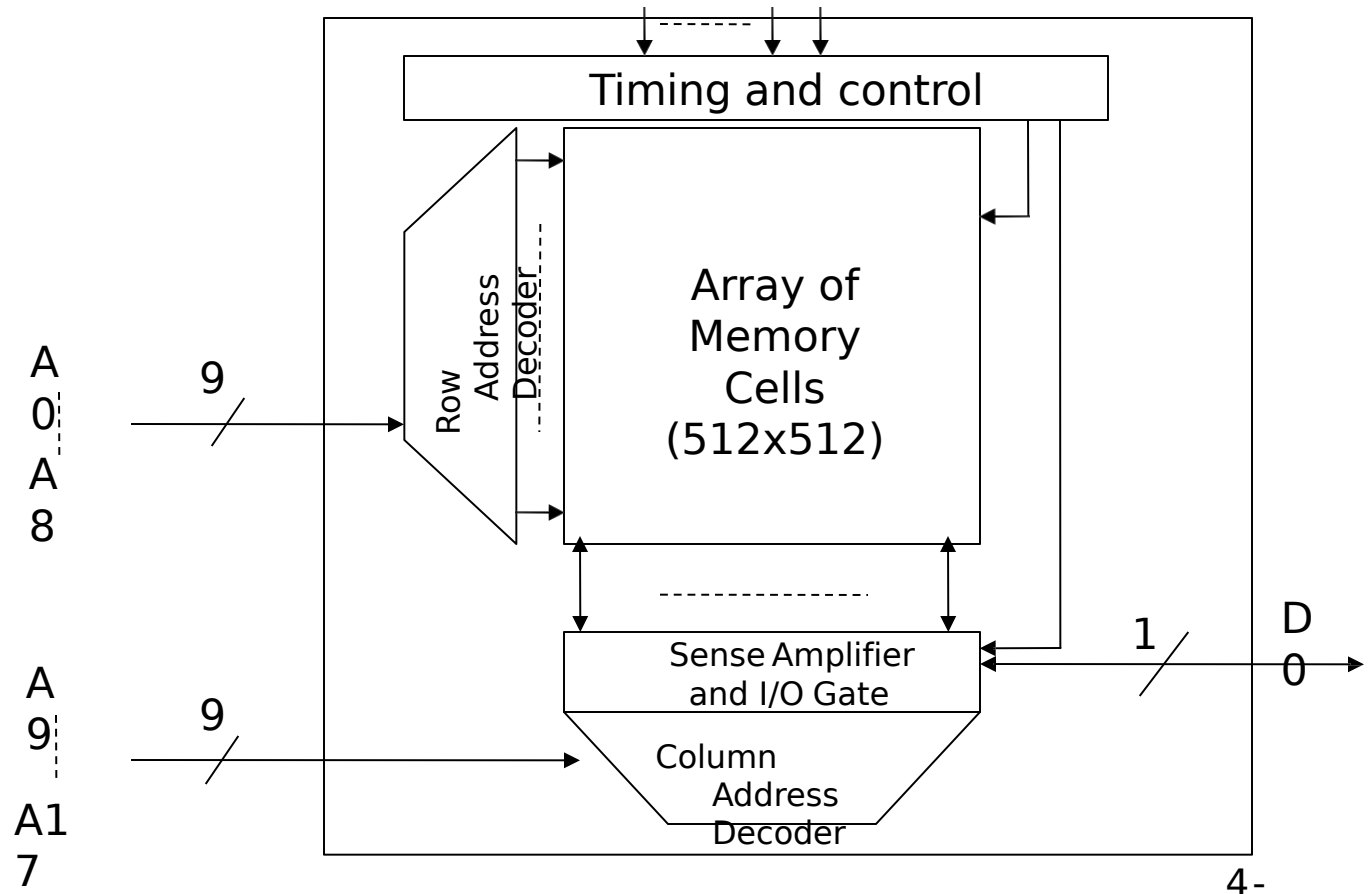 Timing and control
Row
Address
Decoder
Array of
Memory
Cells
(512x512)
A
0
A
8
9
Sense Amplifier
and I/O Gate
1
D
0
A
9
A1
7
9
Column
Address
Decoder
4-